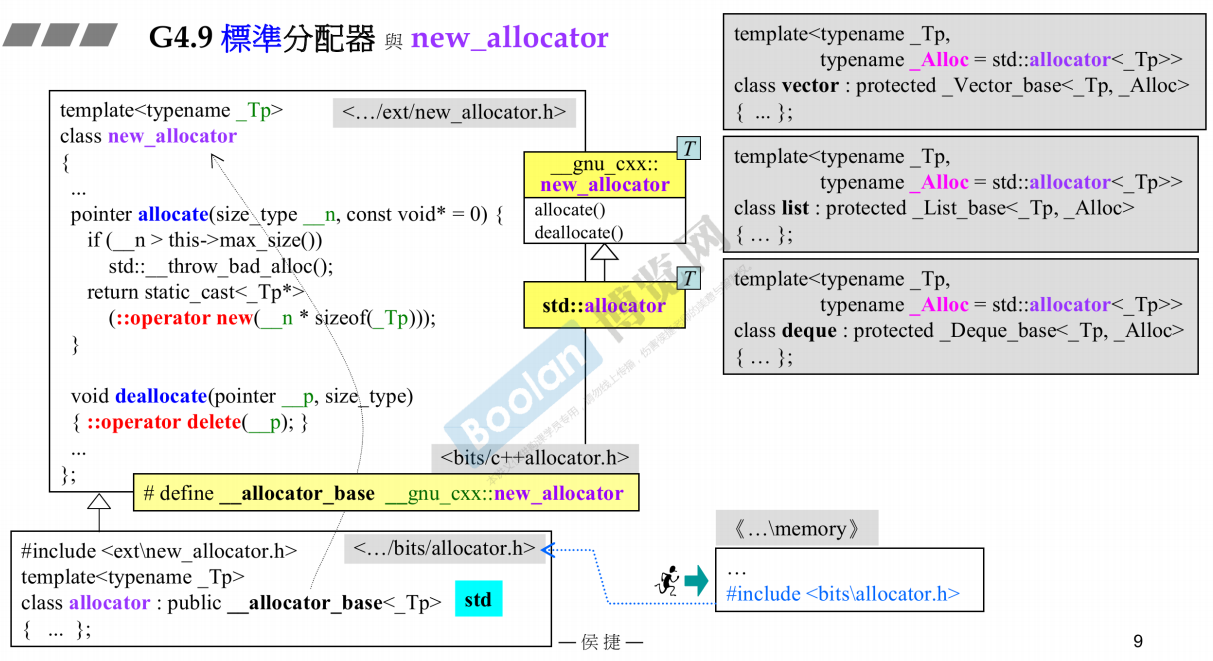 G4.9 標準分配器 與 new_allocator
template<typename _Tp>
<…/ext/new_allocator.h>
class new_allocator
{
...
pointer allocate(size_type __n, const void* = 0) {
if (__n > this->max_size())
std::__throw_bad_alloc();
return static_cast<_Tp*>
(::operator new(__n * sizeof(_Tp)));
}
void deallocate(pointer __p, size_type)
{ ::operator delete(__p); }
...
};
<bits/c++allocator.h>
# define __allocator_base __gnu_cxx::new_allocator
<…/bits/allocator.h>
#include <ext\new_allocator.h>
template<typename _Tp>
class allocator : public __allocator_base<_Tp>
{ ... };
std
T
__gnu_cxx::
new_allocator
allocate()
deallocate()
T
std::allocator
template<typename _Tp,
typename _Alloc = std::allocator<_Tp>>
class vector : protected _Vector_base<_Tp, _Alloc>
{ ... };
template<typename _Tp,
typename _Alloc = std::allocator<_Tp>>
class list : protected _List_base<_Tp, _Alloc>
{ … };
template<typename _Tp,
typename _Alloc = std::allocator<_Tp>>
class deque : protected _Deque_base<_Tp, _Alloc>
{ … };
《…\memory》
…
#include <bits\allocator.h>
Boolan 博览网
— 侯捷 —
9